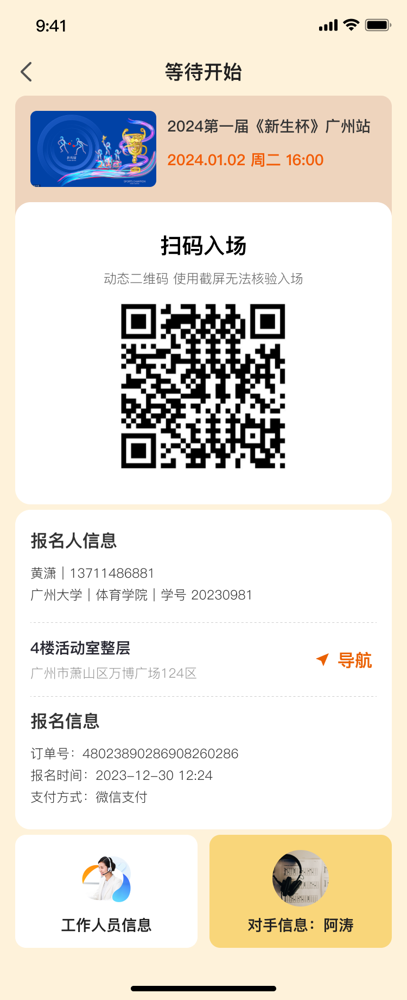 9:41
等待开始
乒乓球
SPORTS CHAMPION
2024第一届《新生杯》广州站
2024.01.02 周二 16:00
扫码入场
动态二维码 使用截屏无法核验入场
报名人信息
黄潇｜13711486881
广州大学｜体育学院｜学号 20230981
4楼活动室整层
广州市萧山区万博广场124区
导航
报名信息
订单号：48023890286908260286
报名时间：2023-12-30 12:24
支付方式：微信支付
工作人员信息
对手信息：阿涛